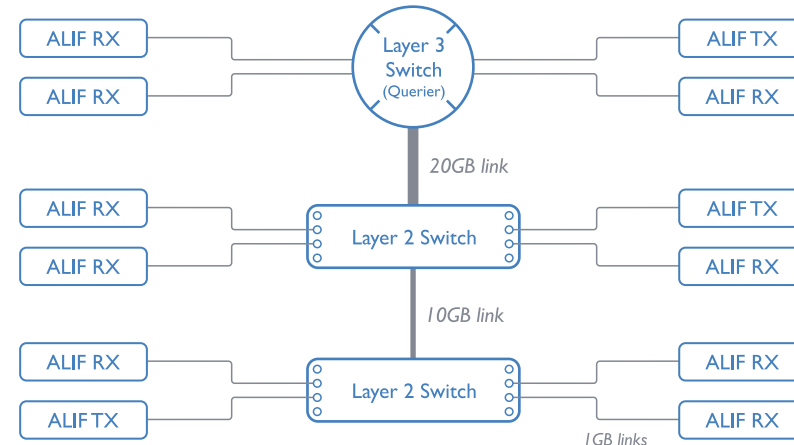 ALIF RX
Layer 3
Switch
(Querier)
ALIF TX
ALIF RX
ALIF RX
20GB link
ALIF RX
Layer 2 Switch
ALIF TX
ALIF RX
ALIF RX
10GB link
ALIF RX
Layer 2 Switch
ALIF RX
ALIF TX
ALIF RX
1GB links